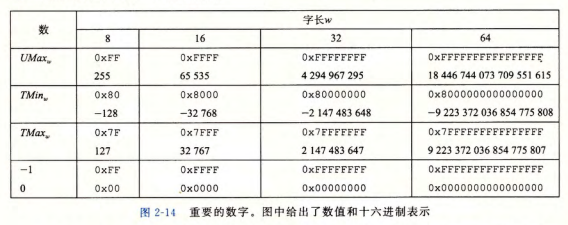 数 字长w
8 16 32 64
UMax_w 0xFF 0xFFFF 0xFFFFFFFF 0xFFFFFFFFFFFFFFFF
255 65 535 4 294 967 295 18 446 744 073 709 551 615
TMin_w 0x80 0x8000 0x80000000 0x8000000000000000
−128 −32 768 −2 147 483 648 −9 223 372 036 854 775 808
TMax_w 0x7F 0x7FFF 0x7FFFFFFF 0x7FFFFFFFFFFFFFFF
127 32 767 2 147 483 647 9 223 372 036 854 775 807
−1 0xFF 0xFFFF 0xFFFFFFFF 0xFFFFFFFFFFFFFFFF
0 0x00 0x0000 0x00000000 0x0000000000000000
图 2-14 重要的数字。图中给出了数值和十六进制表示